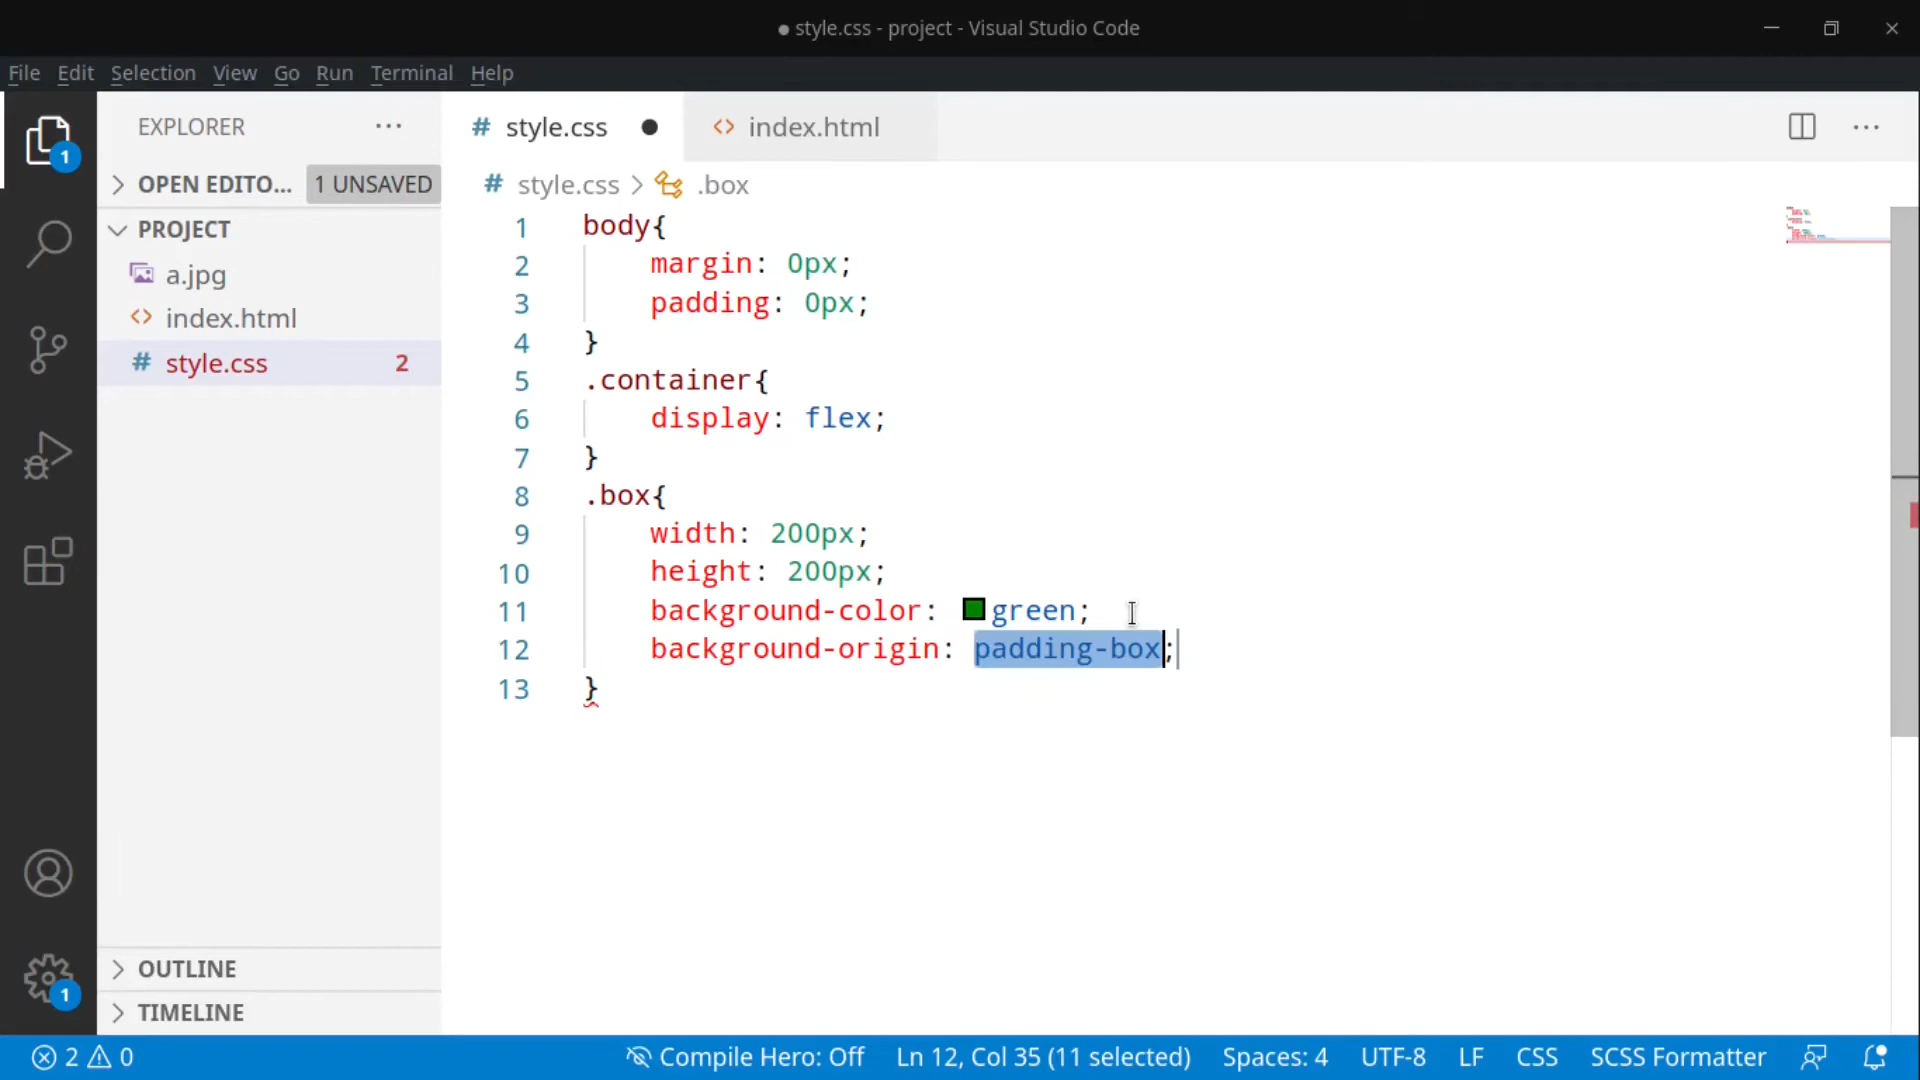 ● style.css - project - Visual Studio Code
File Edit Selection View Go Run Terminal Help
EXPLORER ···
OPEN EDITO... 1 UNSAVED
PROJECT
a.jpg
index.html
style.css 2
OUTLINE
TIMELINE
# style.css ● <> index.html ···
# style.css > .box
1 body{
2 margin: 0px;
3 padding: 0px;
4 }
5 .container{
6 display: flex;
7 }
8 .box{
9 width: 200px;
10 height: 200px;
11 background-color: green;
12 background-origin: padding-box;
13 }
1
1
2 0 Compile Hero: Off Ln 12, Col 35 (11 selected) Spaces: 4 UTF-8 LF CSS SCSS Formatter